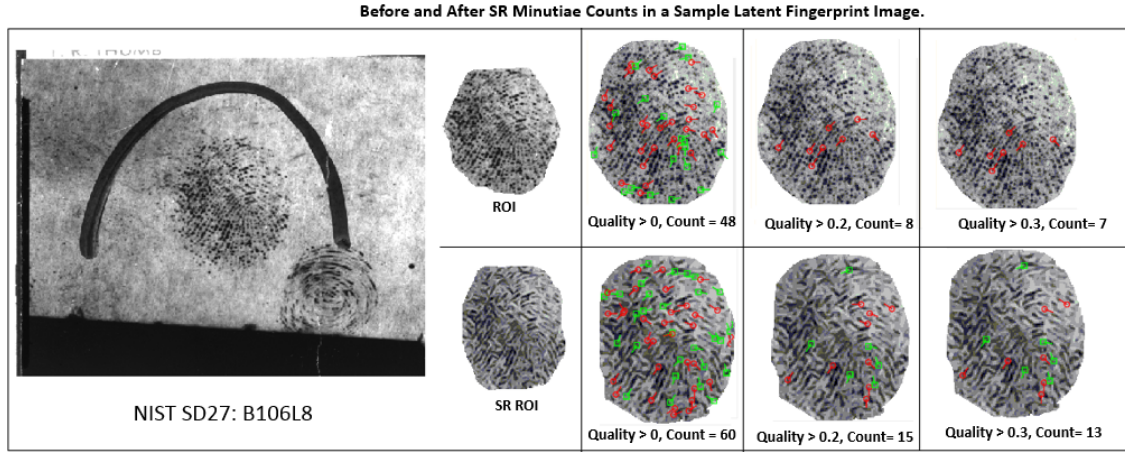 Before and After SR Minutiae Counts in a Sample Latent Fingerprint Image.
T. R. THUMB
ROI
Quality > 0, Count= 48
Quality > 0.2, Count= 8
Quality > 0.3, Count= 7
SR ROI
Quality > 0, Count = 60
Quality > 0.2, Count= 15
Quality > 0.3, Count= 13
NIST SD27: B106L8